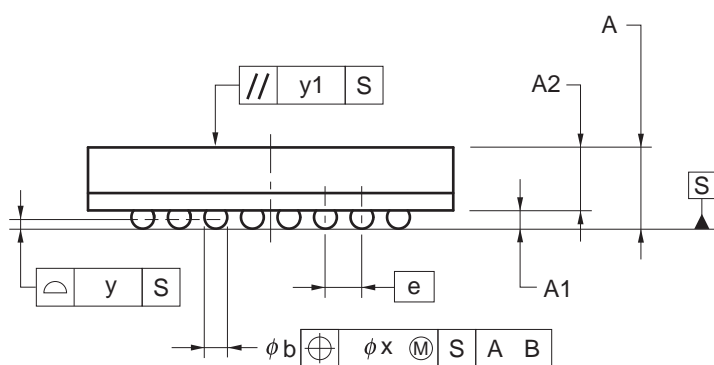 A
// y1 S
A2
S
⌓ y S
e
A1
ϕb ⌖ ϕx Ⓜ S A B